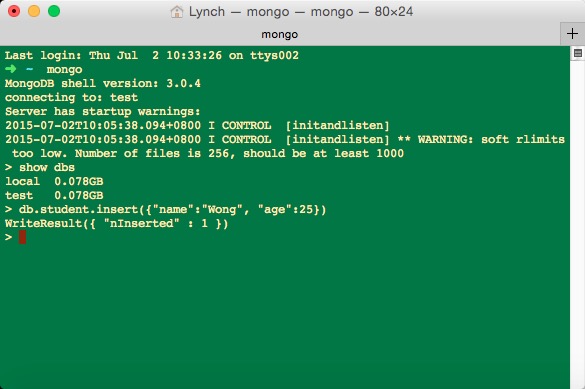 Lynch — mongo — mongo — 80×24
mongo
Last login: Thu Jul  2 10:33:26 on ttys002
➜ ~  mongo
MongoDB shell version: 3.0.4
connecting to: test
Server has startup warnings:
2015-07-02T10:05:38.094+0800 I CONTROL  [initandlisten]
2015-07-02T10:05:38.094+0800 I CONTROL  [initandlisten] ** WARNING: soft rlimits
 too low. Number of files is 256, should be at least 1000
> show dbs
local  0.078GB
test   0.078GB
> db.student.insert({"name":"Wong", "age":25})
WriteResult({ "nInserted" : 1 })
>